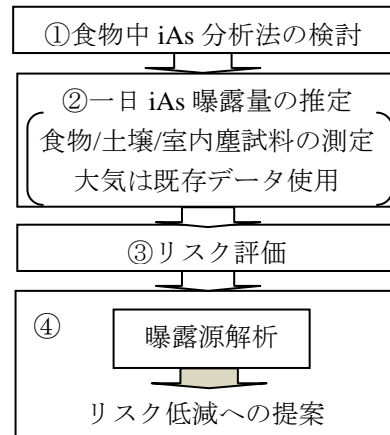 ①食物中 iAs 分析法の検討
②一日 iAs 曝露量の推定
食物/土壌/室内塵試料の測定
大気は既存データ使用
③リスク評価
④
曝露源解析
リスク低減への提案